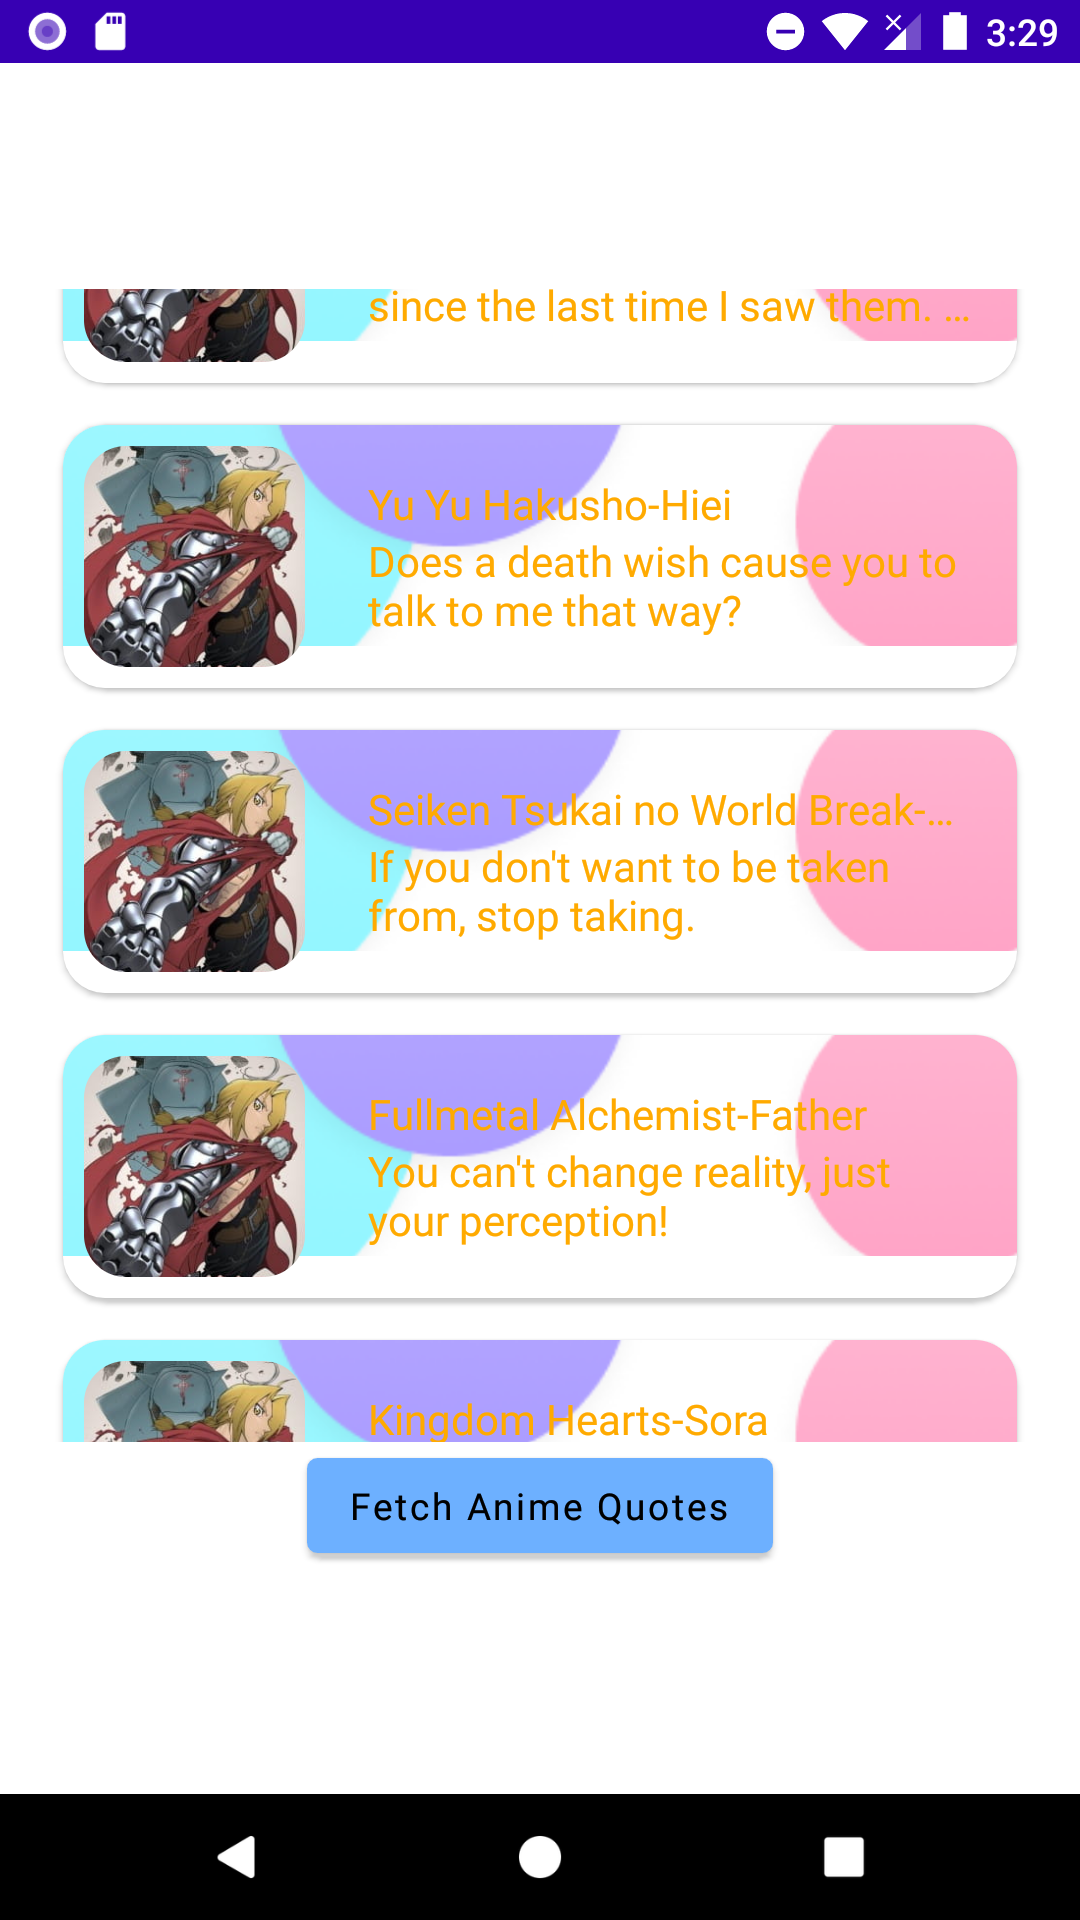 3:29
since the last time I saw them. ...
Yu Yu Hakusho-Hiei
Does a death wish cause you to
talk to me that way?
Seiken Tsukai no World Break-...
If you don't want to be taken
from, stop taking.
Fullmetal Alchemist-Father
You can't change reality, just
your perception!
Kingdom Hearts-Sora
Fetch Anime Quotes